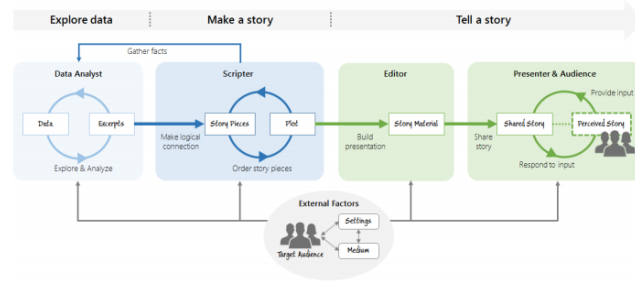 Explore data
Make a story
Tell a story
Gather facts
Data Analyst
Data
Excerpts
Explore & Analyze
Make logical
connection
Scripter
Story Pieces
Plot
Order story pieces
Build
presentation
Editor
Story Material
Share
story
Presenter & Audience
Provide input
Shared Story
Perceived Story
Respond to input
External Factors
Settings
Target Audience
Medium